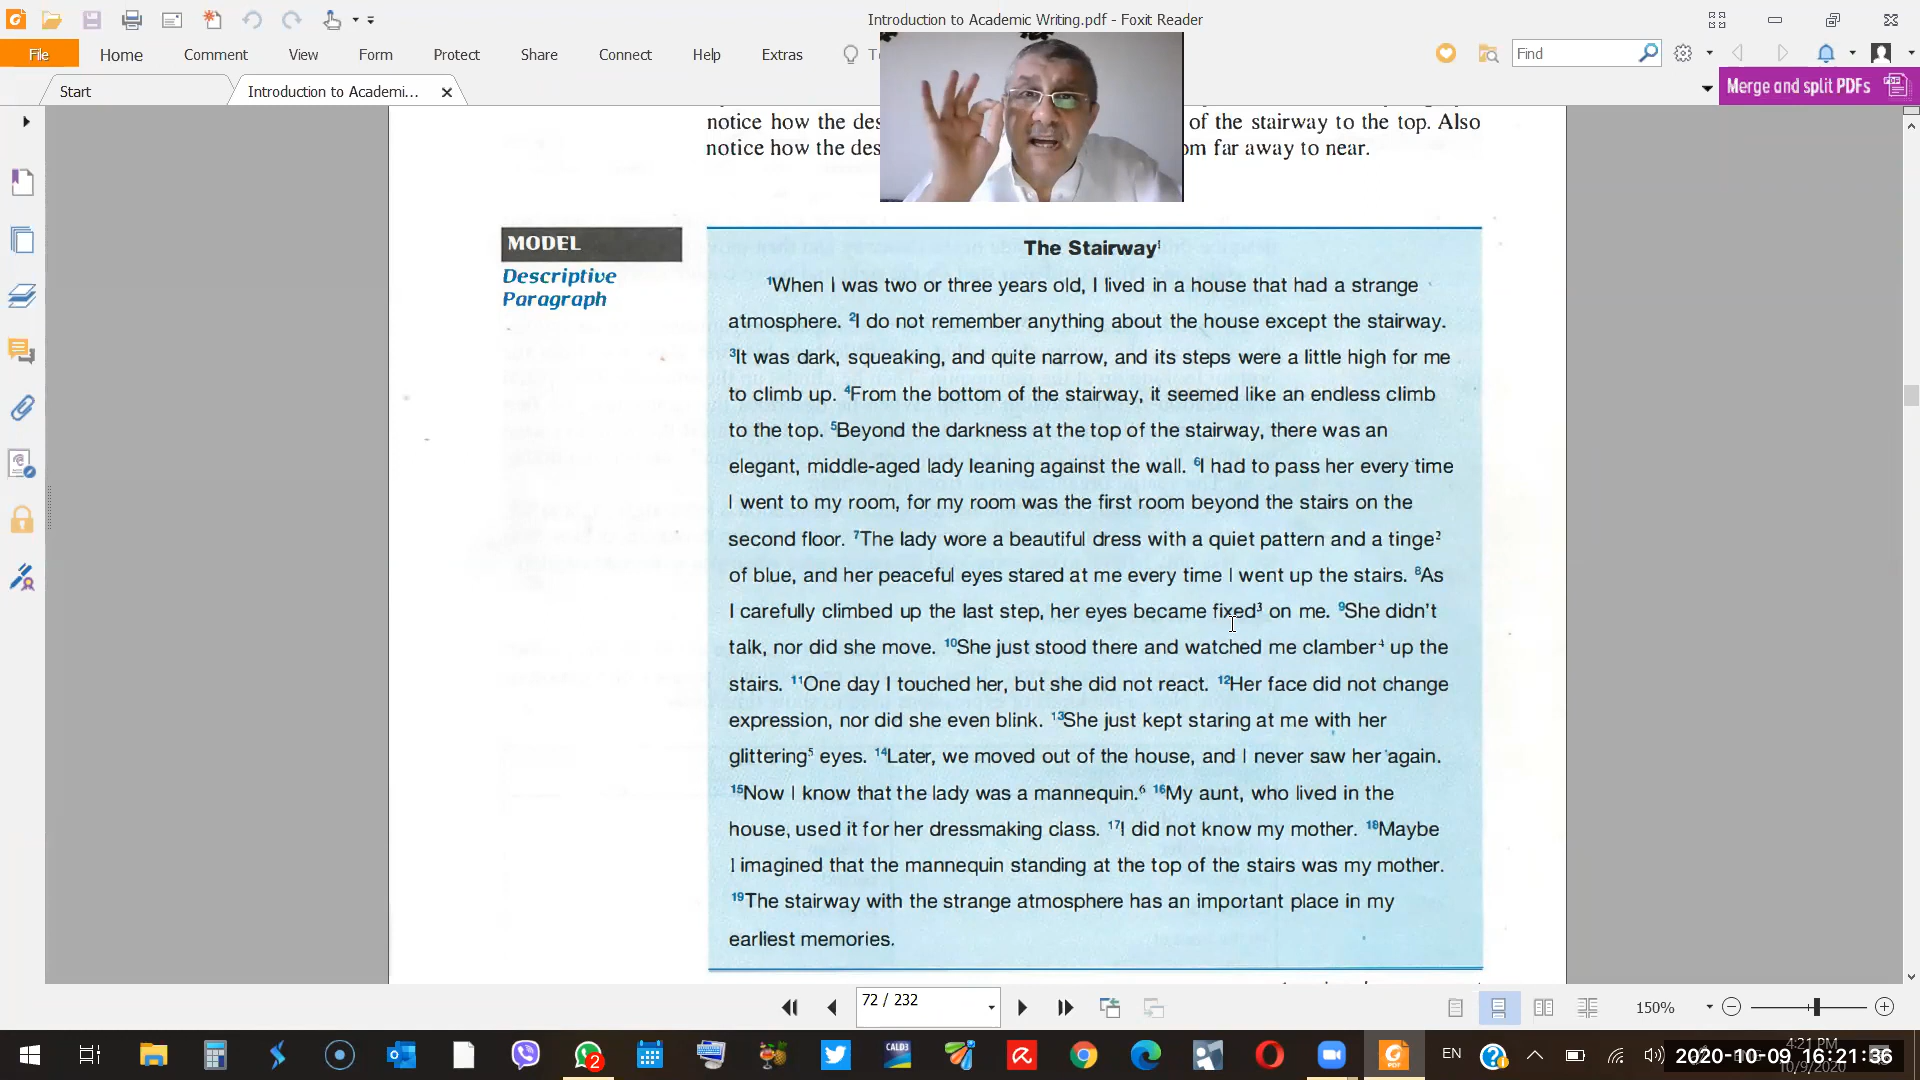 Introduction to Academic Writing.pdf - Foxit Reader
File Home Comment View Form Protect Share Connect Help Extras
Find
Start
Introduction to Academi...
Merge and split PDFs
notice how the des of the stairway to the top. Also
notice how the des om far away to near.
MODEL
Descriptive
Paragraph
The Stairway¹
¹When I was two or three years old, I lived in a house that had a strange
atmosphere. ²I do not remember anything about the house except the stairway.
³It was dark, squeaking, and quite narrow, and its steps were a little high for me
to climb up. ⁴From the bottom of the stairway, it seemed like an endless climb
to the top. ⁵Beyond the darkness at the top of the stairway, there was an
elegant, middle-aged lady leaning against the wall. ⁶I had to pass her every time
I went to my room, for my room was the first room beyond the stairs on the
second floor. ⁷The lady wore a beautiful dress with a quiet pattern and a tinge²
of blue, and her peaceful eyes stared at me every time I went up the stairs. ⁸As
I carefully climbed up the last step, her eyes became fixed³ on me. ⁹She didn't
talk, nor did she move. ¹⁰She just stood there and watched me clamber⁴ up the
stairs. ¹¹One day I touched her, but she did not react. ¹²Her face did not change
expression, nor did she even blink. ¹³She just kept staring at me with her
glittering⁵ eyes. ¹⁴Later, we moved out of the house, and I never saw her again.
¹⁵Now I know that the lady was a mannequin.⁶ ¹⁶My aunt, who lived in the
house, used it for her dressmaking class. ¹⁷I did not know my mother. ¹⁸Maybe
I imagined that the mannequin standing at the top of the stairs was my mother.
¹⁹The stairway with the strange atmosphere has an important place in my
earliest memories.
72 / 232
150%
CALD3
2
EN
4:21 PM
10/9/2020
2020-10-09 16:21:36